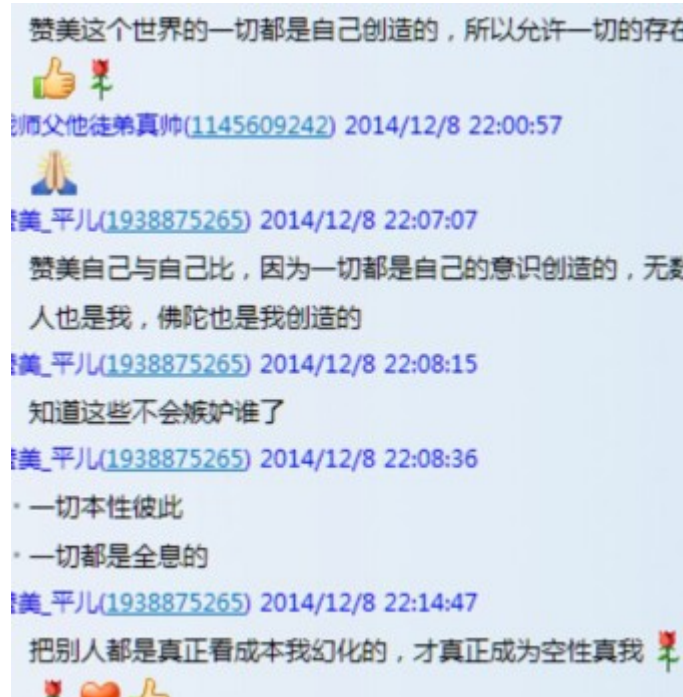 赞美这个世界的一切都是自己创造的，所以允许一切的存在
师父他徒弟真帅(1145609242) 2014/12/8 22:00:57
美_平儿(1938875265) 2014/12/8 22:07:07
赞美自己与自己比，因为一切都是自己的意识创造的，无数
人也是我，佛陀也是我创造的
美_平儿(1938875265) 2014/12/8 22:08:15
知道这些不会嫉妒谁了
美_平儿(1938875265) 2014/12/8 22:08:36
·一切本性彼此
·一切都是全息的
美_平儿(1938875265) 2014/12/8 22:14:47
把别人都是真正看成本我幻化的，才真正成为空性真我